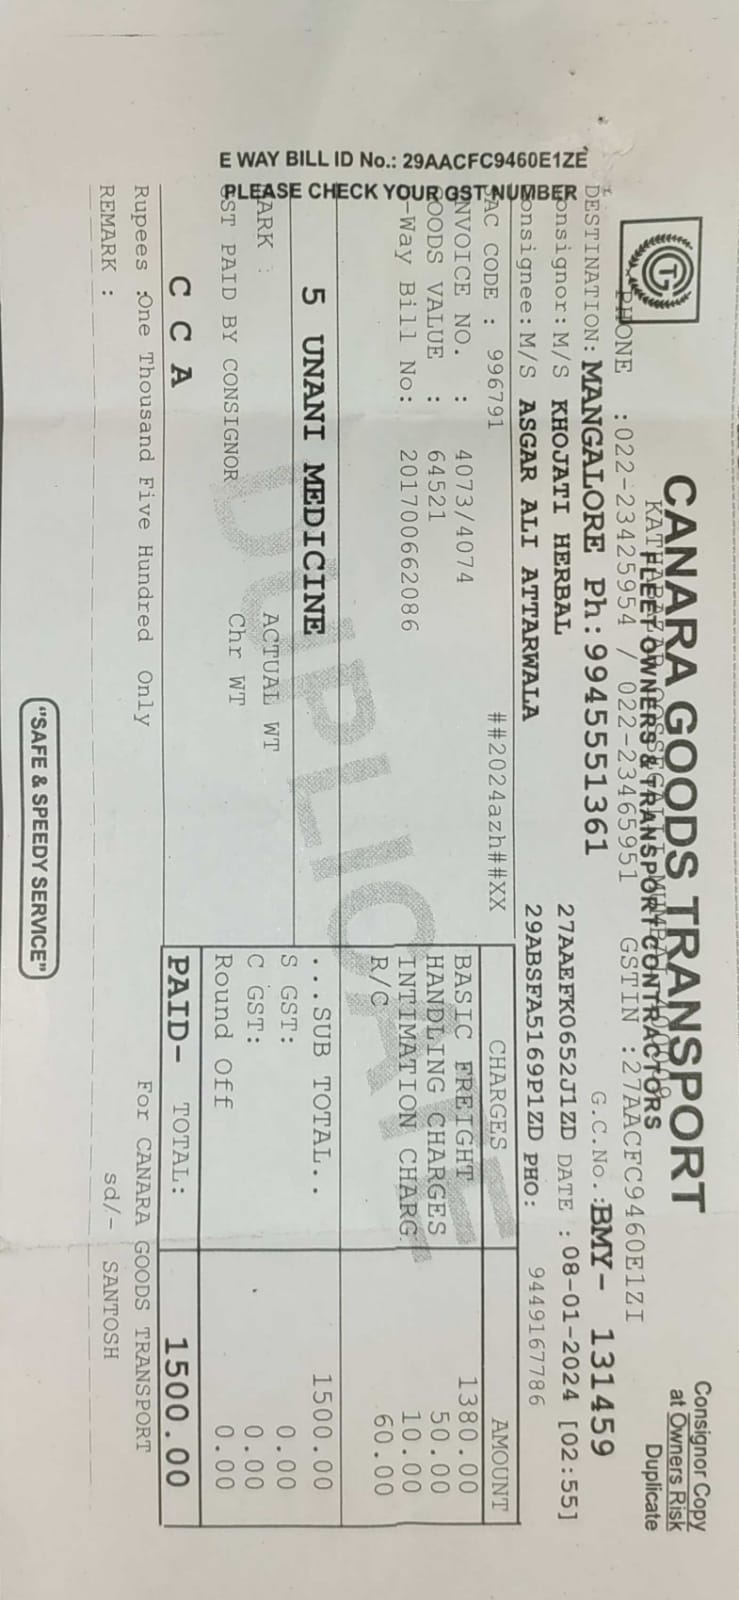 CANARA GOODS TRANSPORT
FLEET OWNERS & TRANSPORT CONTRACTORS
Consignor Copy
at Owners Risk
Duplicate
PHONE :022-23425954 / 022-23465951 GSTIN :27AACFC9460E1ZI
DESTINATION: MANGALORE Ph:9945551361 G.C.No.:BMY- 131459
onsignor:M/S KHOJATI HERBAL 27AAEFK0652J1ZD DATE :08-01-2024 [02:55]
onsignee:M/S ASGAR ALI ATTARWALA 29ABSFA5169P1ZD PHO: 9449167786
AC CODE : 996791 ##2024azh##XX CHARGES AMOUNT
NVOICE NO. : 4073/4074 BASIC FREIGHT 1380.00
OODS VALUE : 64521 HANDLING CHARGES 50.00
-Way Bill No: 201700662086 INTIMATION CHARG 10.00
R/C 60.00
5 UNANI MEDICINE ...SUB TOTAL.. 1500.00
S GST: 0.00
ARK : ACTUAL WT C GST: 0.00
ST PAID BY CONSIGNOR Chr WT Round Off 0.00
C C A PAID- TOTAL: 1500.00
Rupees :One Thousand Five Hundred Only For CANARA GOODS TRANSPORT
REMARK : sd/- SANTOSH
"SAFE & SPEEDY SERVICE"
E WAY BILL ID No.: 29AACFC9460E1ZE
PLEASE CHECK YOUR GST NUMBER
DUPLICATE